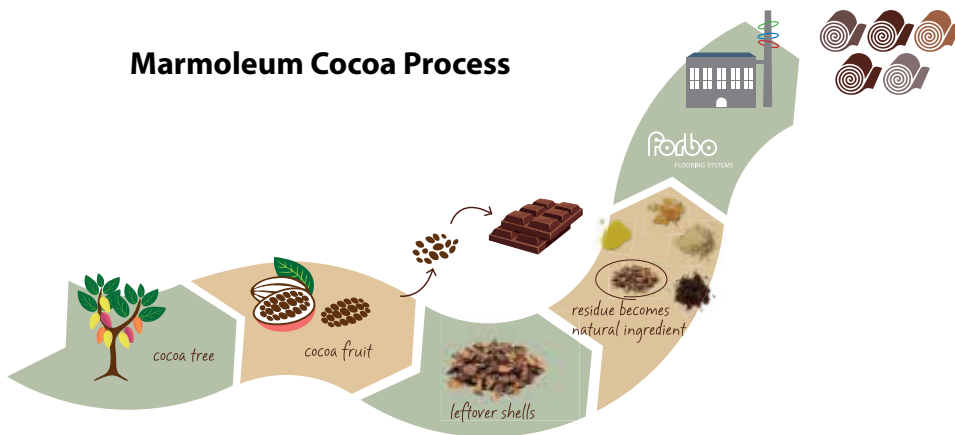 Marmoleum Cocoa Process
cocoa tree
cocoa fruit
leftover shells
residue becomes
natural ingredient
Forbo
FLOORING SYSTEMS